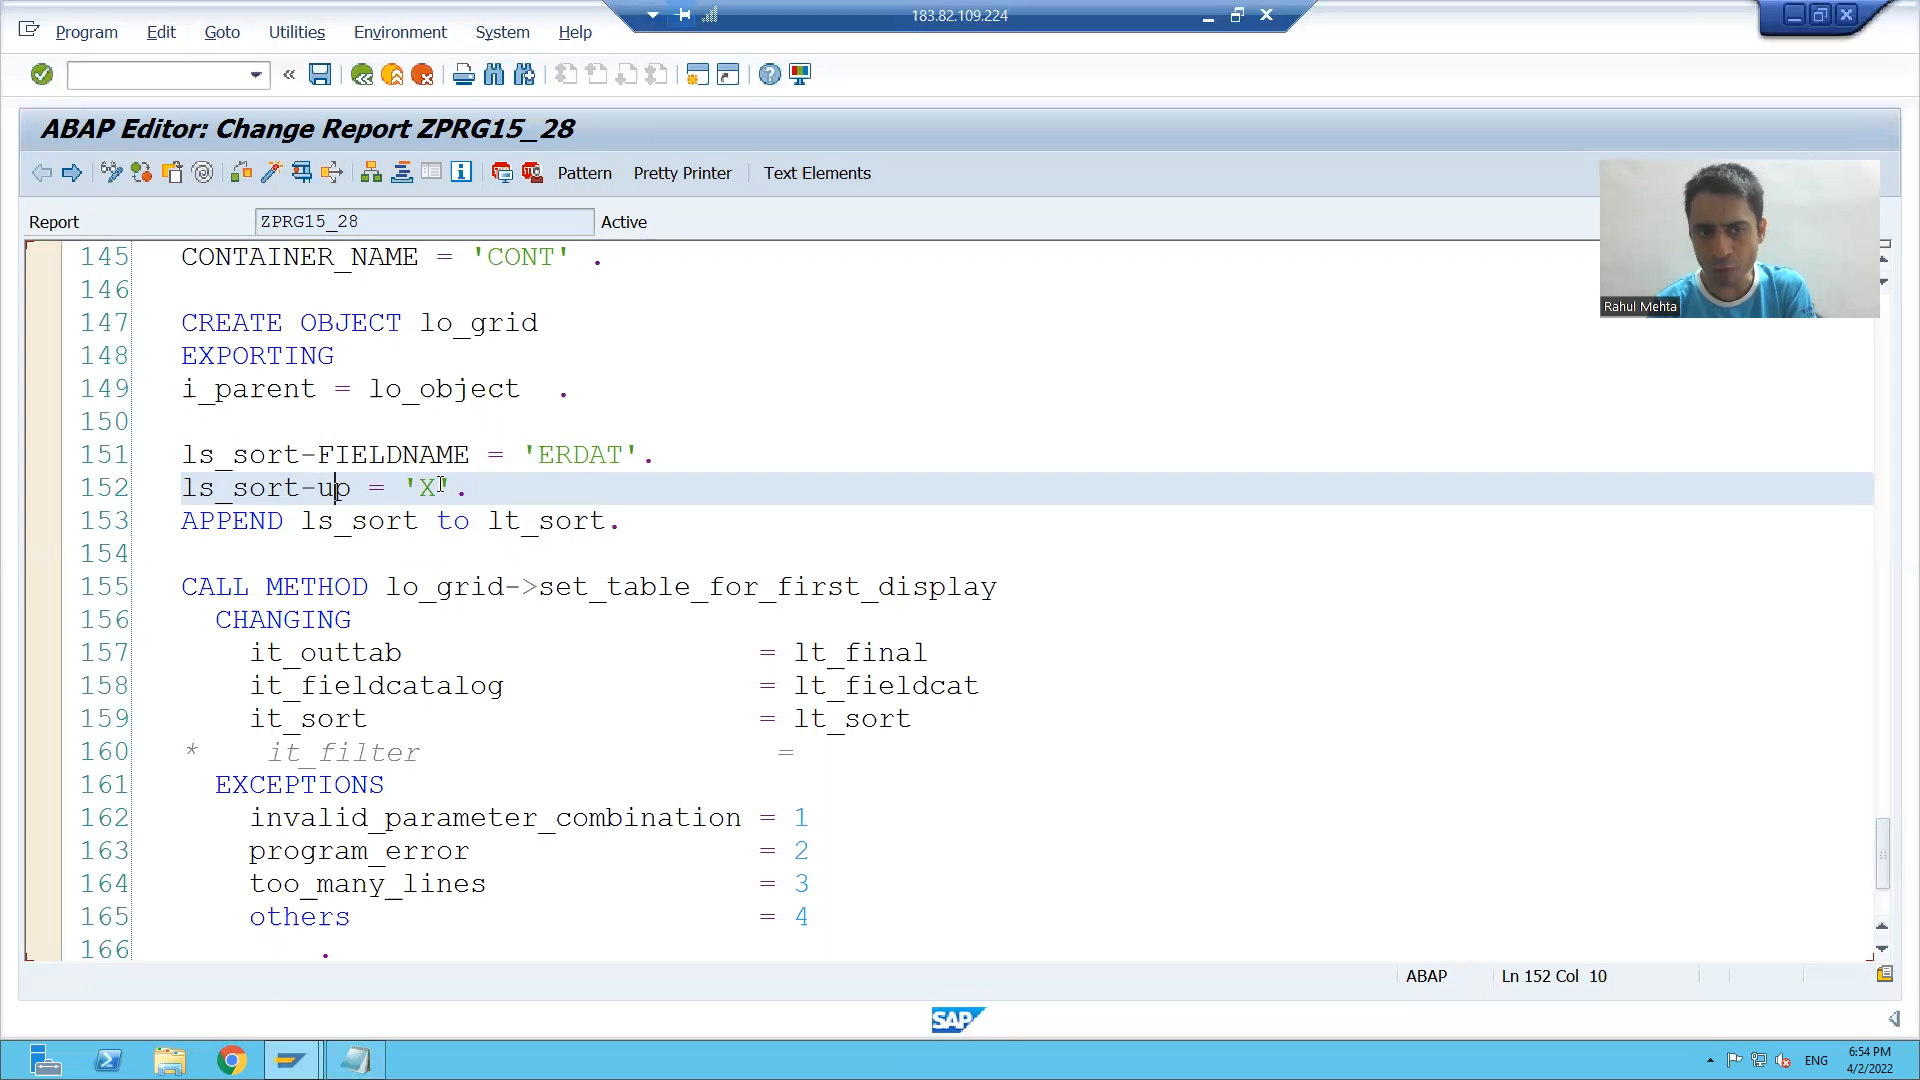 183.82.109.224
Program Edit Goto Utilities Environment System Help
ABAP Editor: Change Report ZPRG15_28
Pattern Pretty Printer Text Elements
Report ZPRG15_28 Active
Rahul Mehta
145 CONTAINER_NAME = 'CONT' .
146
147 CREATE OBJECT lo_grid
148 EXPORTING
149 i_parent = lo_object .
150
151 ls_sort-FIELDNAME = 'ERDAT'.
152 ls_sort-up = 'X'.
153 APPEND ls_sort to lt_sort.
154
155 CALL METHOD lo_grid->set_table_for_first_display
156 CHANGING
157 it_outtab = lt_final
158 it_fieldcatalog = lt_fieldcat
159 it_sort = lt_sort
160 * it_filter =
161 EXCEPTIONS
162 invalid_parameter_combination = 1
163 program_error = 2
164 too_many_lines = 3
165 others = 4
166 .
ABAP Ln 152 Col 10
SAP
ENG
6:54 PM
4/2/2022